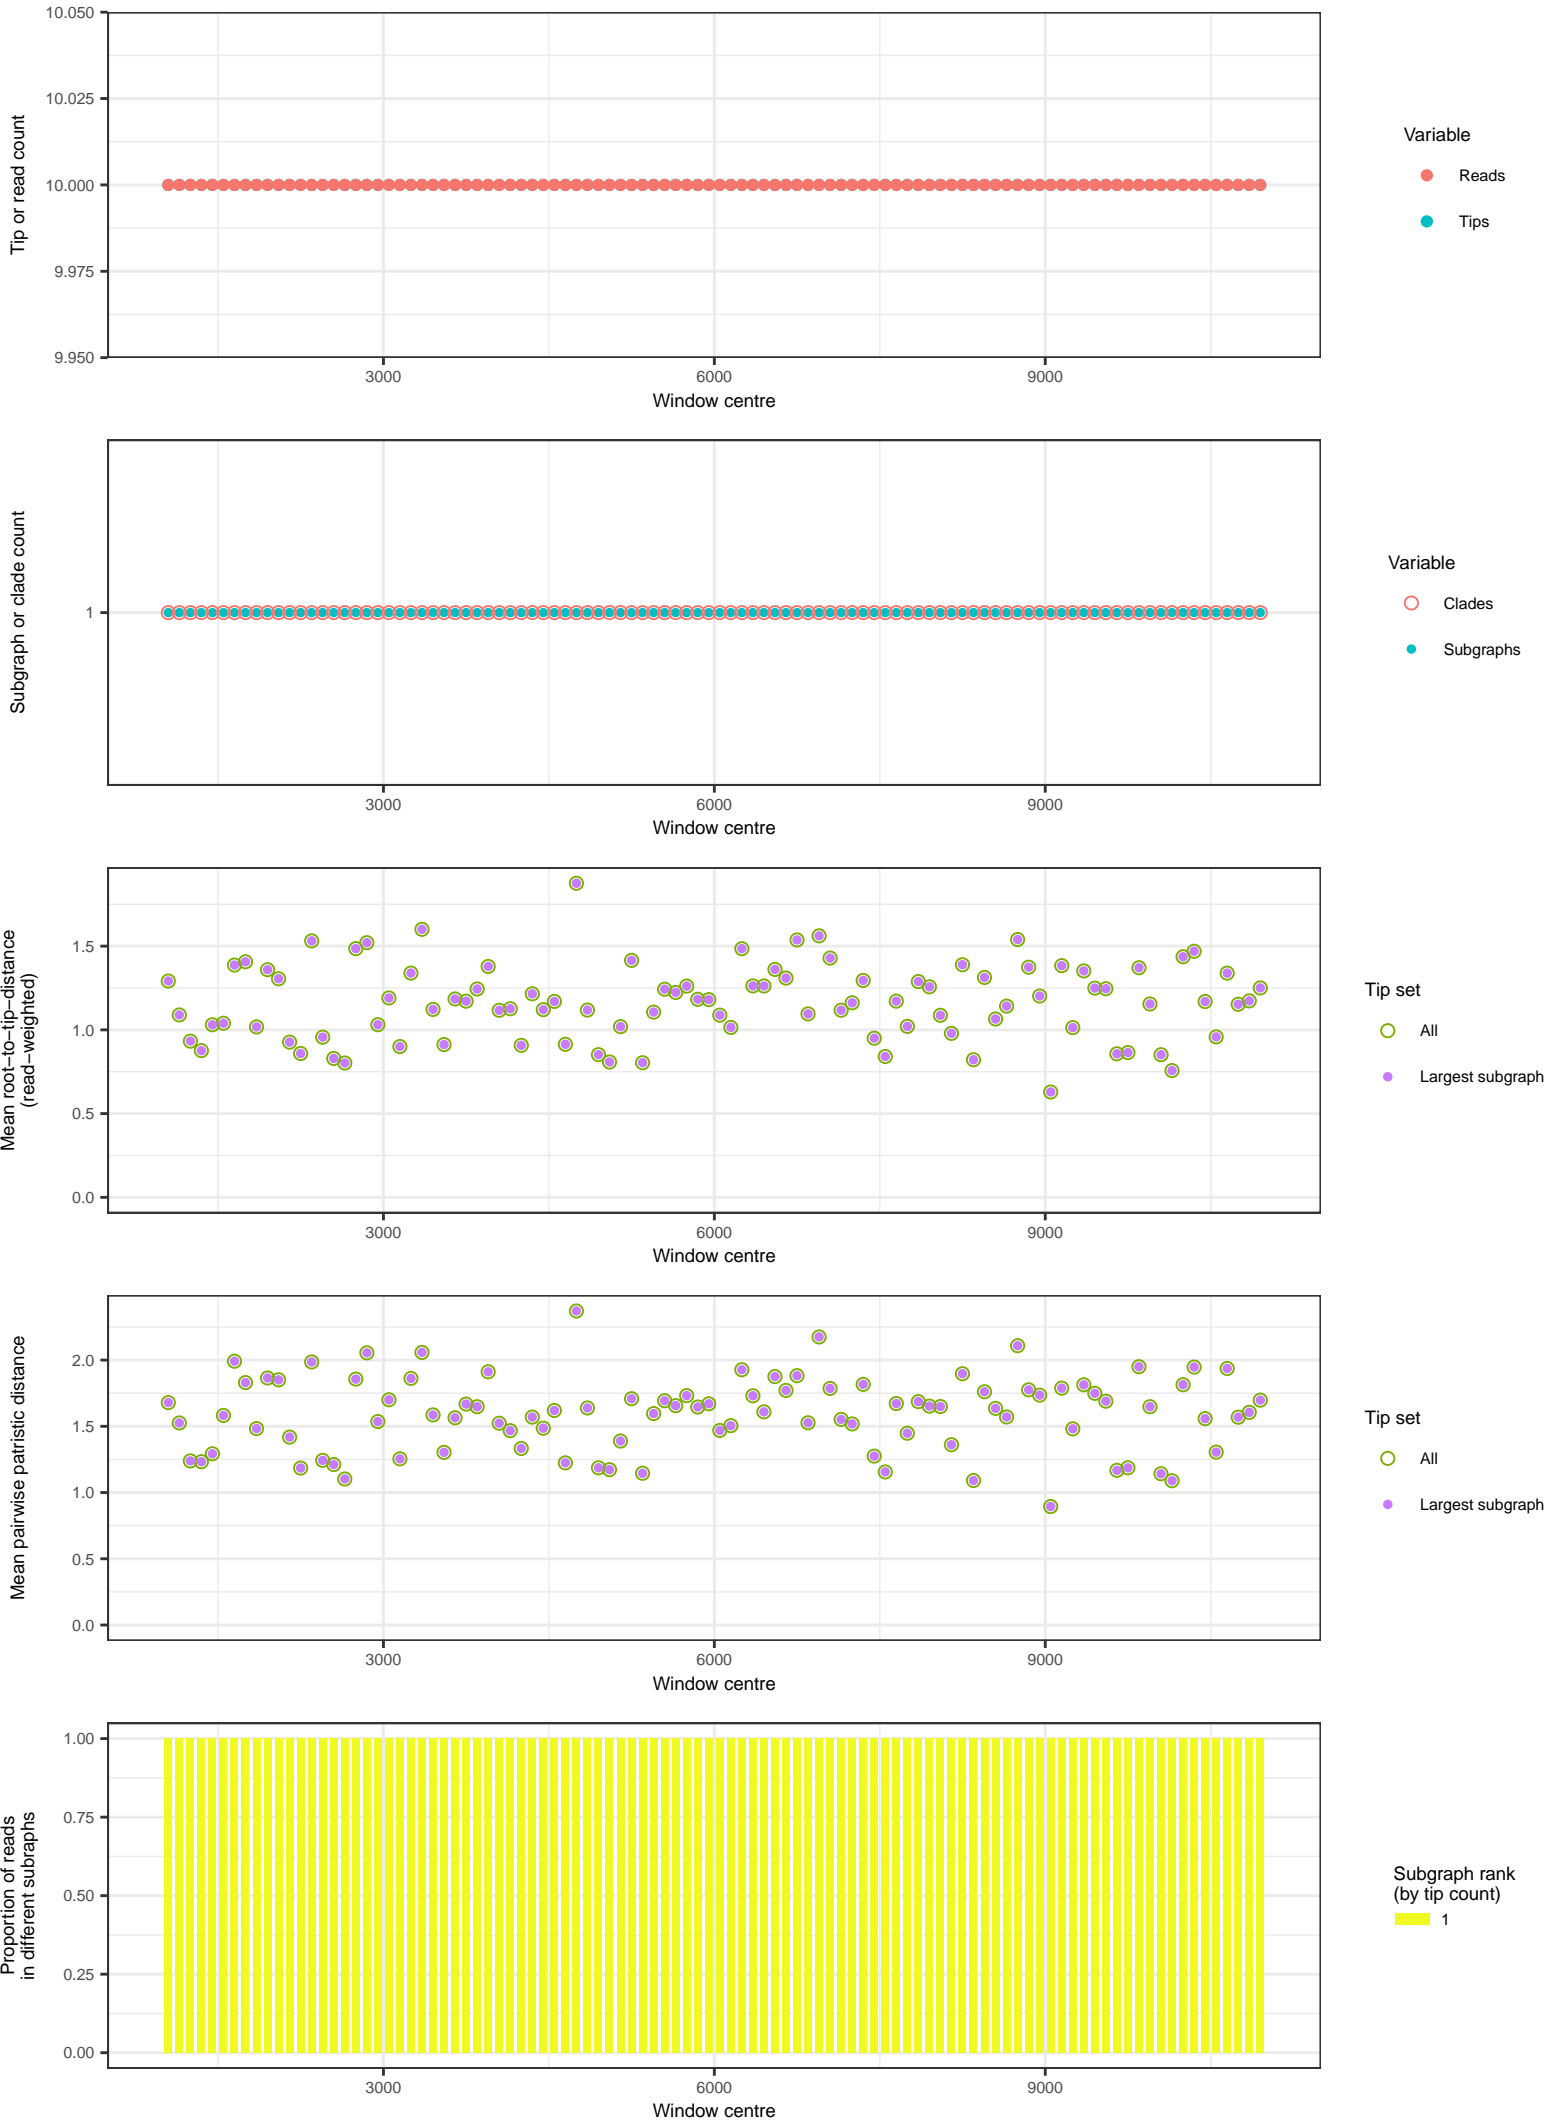 10.050
10.025
10.000
9.975
9.950
Tip or read count
3000
6000
9000
Window centre
Variable
Reads
Tips
1
Subgraph or clade count
3000
6000
9000
Window centre
Variable
Clades
Subgraphs
1.5
1.0
0.5
0.0
Mean root−to−tip−distance
(read−weighted)
3000
6000
9000
Window centre
Tip set
All
Largest subgraph
2.0
1.5
1.0
0.5
0.0
Mean pairwise patristic distance
3000
6000
9000
Window centre
Tip set
All
Largest subgraph
1.00
0.75
0.50
0.25
0.00
Proportion of reads
in different subraphs
3000
6000
9000
Window centre
Subgraph rank
(by tip count)
1